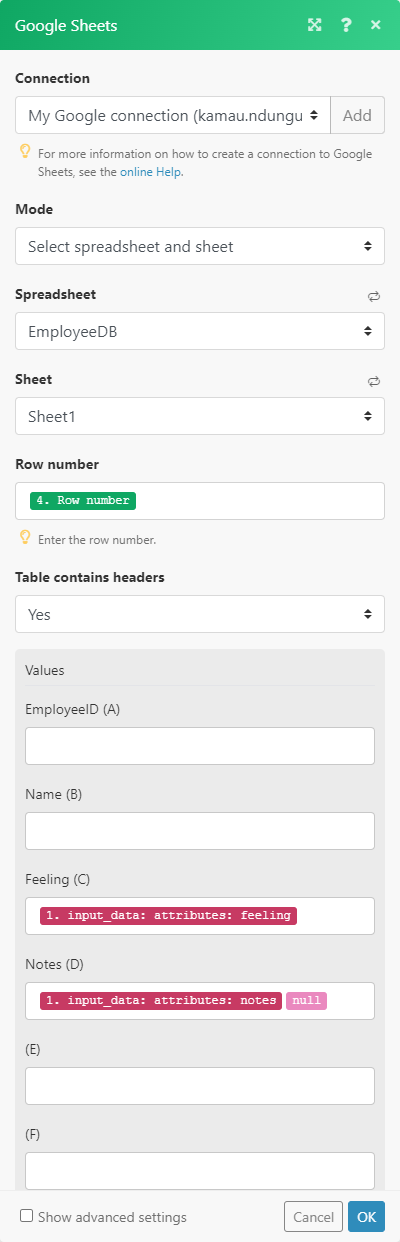 Google Sheets
Connection
My Google connection (kamau.ndungu
Add
For more information on how to create a connection to Google
Sheets, see the online Help.
Mode
Select spreadsheet and sheet
Spreadsheet
EmployeeDB
Sheet
Sheet1
Row number
4. Row number
Enter the row number.
Table contains headers
Yes
Values
EmployeeID (A)
Name (B)
Feeling (C)
1. input_data: attributes: feeling
Notes (D)
1. input_data: attributes: notes null
(E)
(F)
Show advanced settings
Cancel
OK